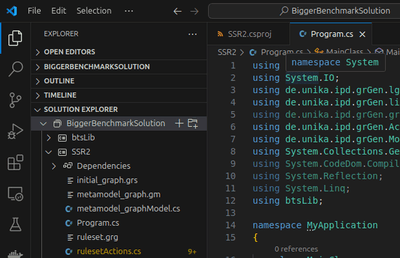 File Edit Selection View Go Run
BiggerBenchmarkSolution
EXPLORER
OPEN EDITORS
BIGGERBENCHMARKSOLUTION
OUTLINE
TIMELINE
SOLUTION EXPLORER
BiggerBenchmarkSolution
btsLib
SSR2
Dependencies
initial_graph.grs
metamodel_graph.gm
metamodel_graphModel.cs
Program.cs
ruleset.grg
rulesetActions.cs 9+
SSR2.csproj
Program.cs
SSR2 > Program.cs > MainClass
namespace System
1 using
2 using System.IO;
3 using de.unika.ipd.grGen.lg
4 using de.unika.ipd.grGen.li
5 using de.unika.ipd.grGen.gr
6 using de.unika.ipd.grGen.Ac
7 using de.unika.ipd.grGen.Mo
8 using System.Collections.Ge
9 using System.CodeDom.Compil
10 using System.Reflection;
11 using System.Linq;
12 using btsLib;
13
14 namespace MyApplication
15 {
0 references